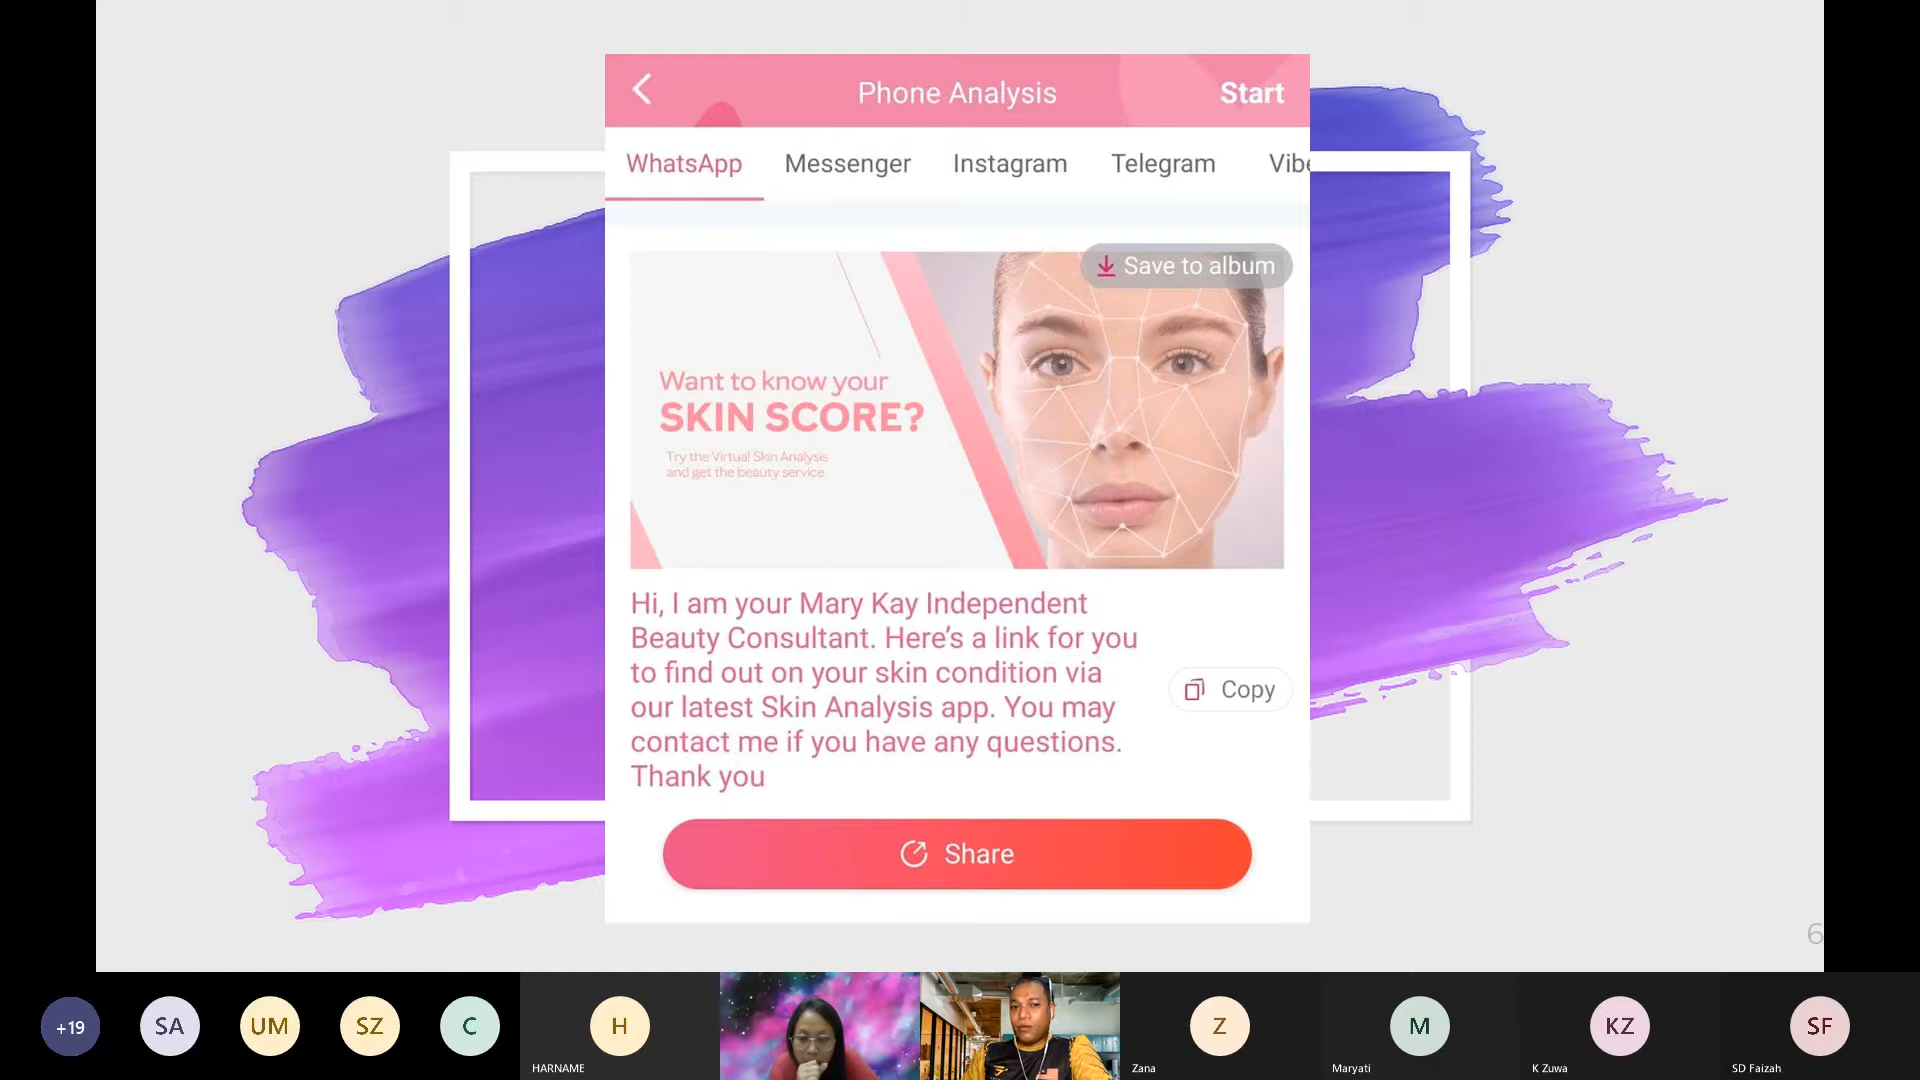 Phone Analysis
Start
WhatsApp
Messenger
Instagram
Telegram
Vibe
Save to album
Want to know your
SKIN SCORE?
Try the Virtual Skin Analysis
and get the beauty service
Hi, I am your Mary Kay Independent
Beauty Consultant. Here's a link for you
to find out on your skin condition via
our latest Skin Analysis app. You may
contact me if you have any questions.
Thank you
Copy
Share
6
+19
SA
UM
SZ
C
H
HARNAME
Z
Zana
M
Maryati
KZ
K Zuwa
SF
SD Faizah